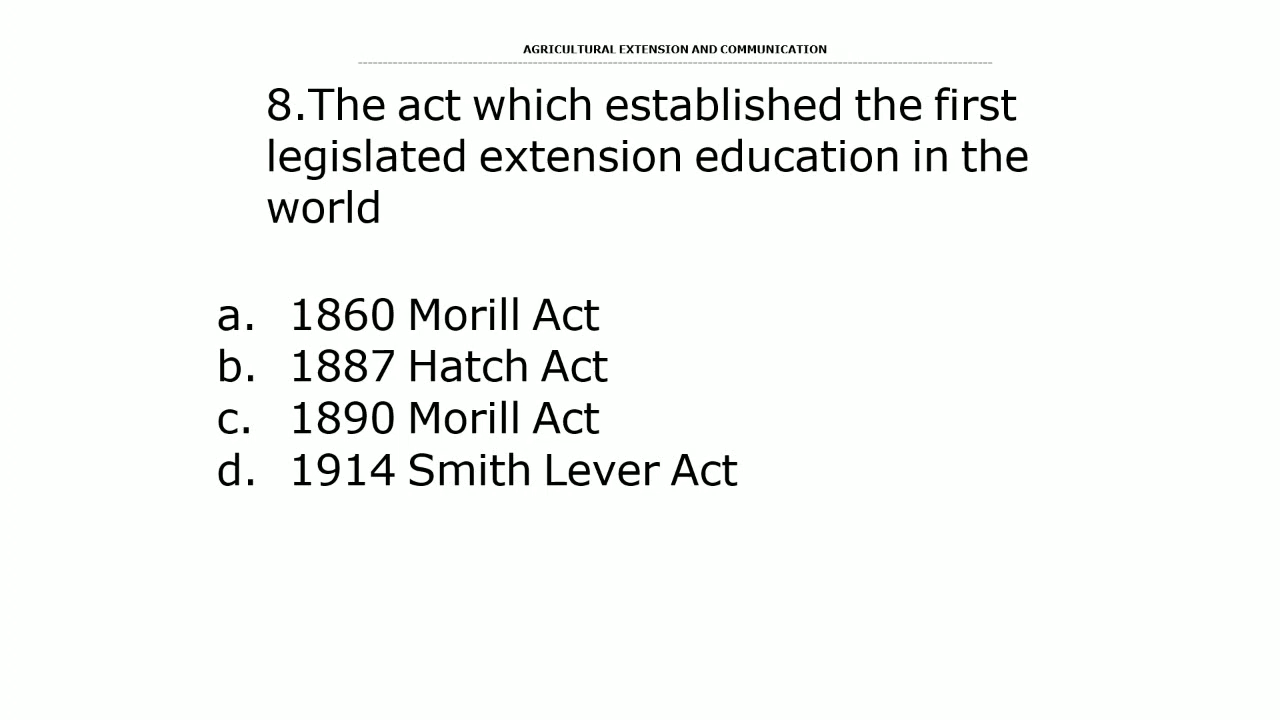 AGRICULTURAL EXTENSION AND COMMUNICATION
8.The act which established the first
legislated extension education in the
world
a. 1860 Morill Act
b. 1887 Hatch Act
c. 1890 Morill Act
d. 1914 Smith Lever Act